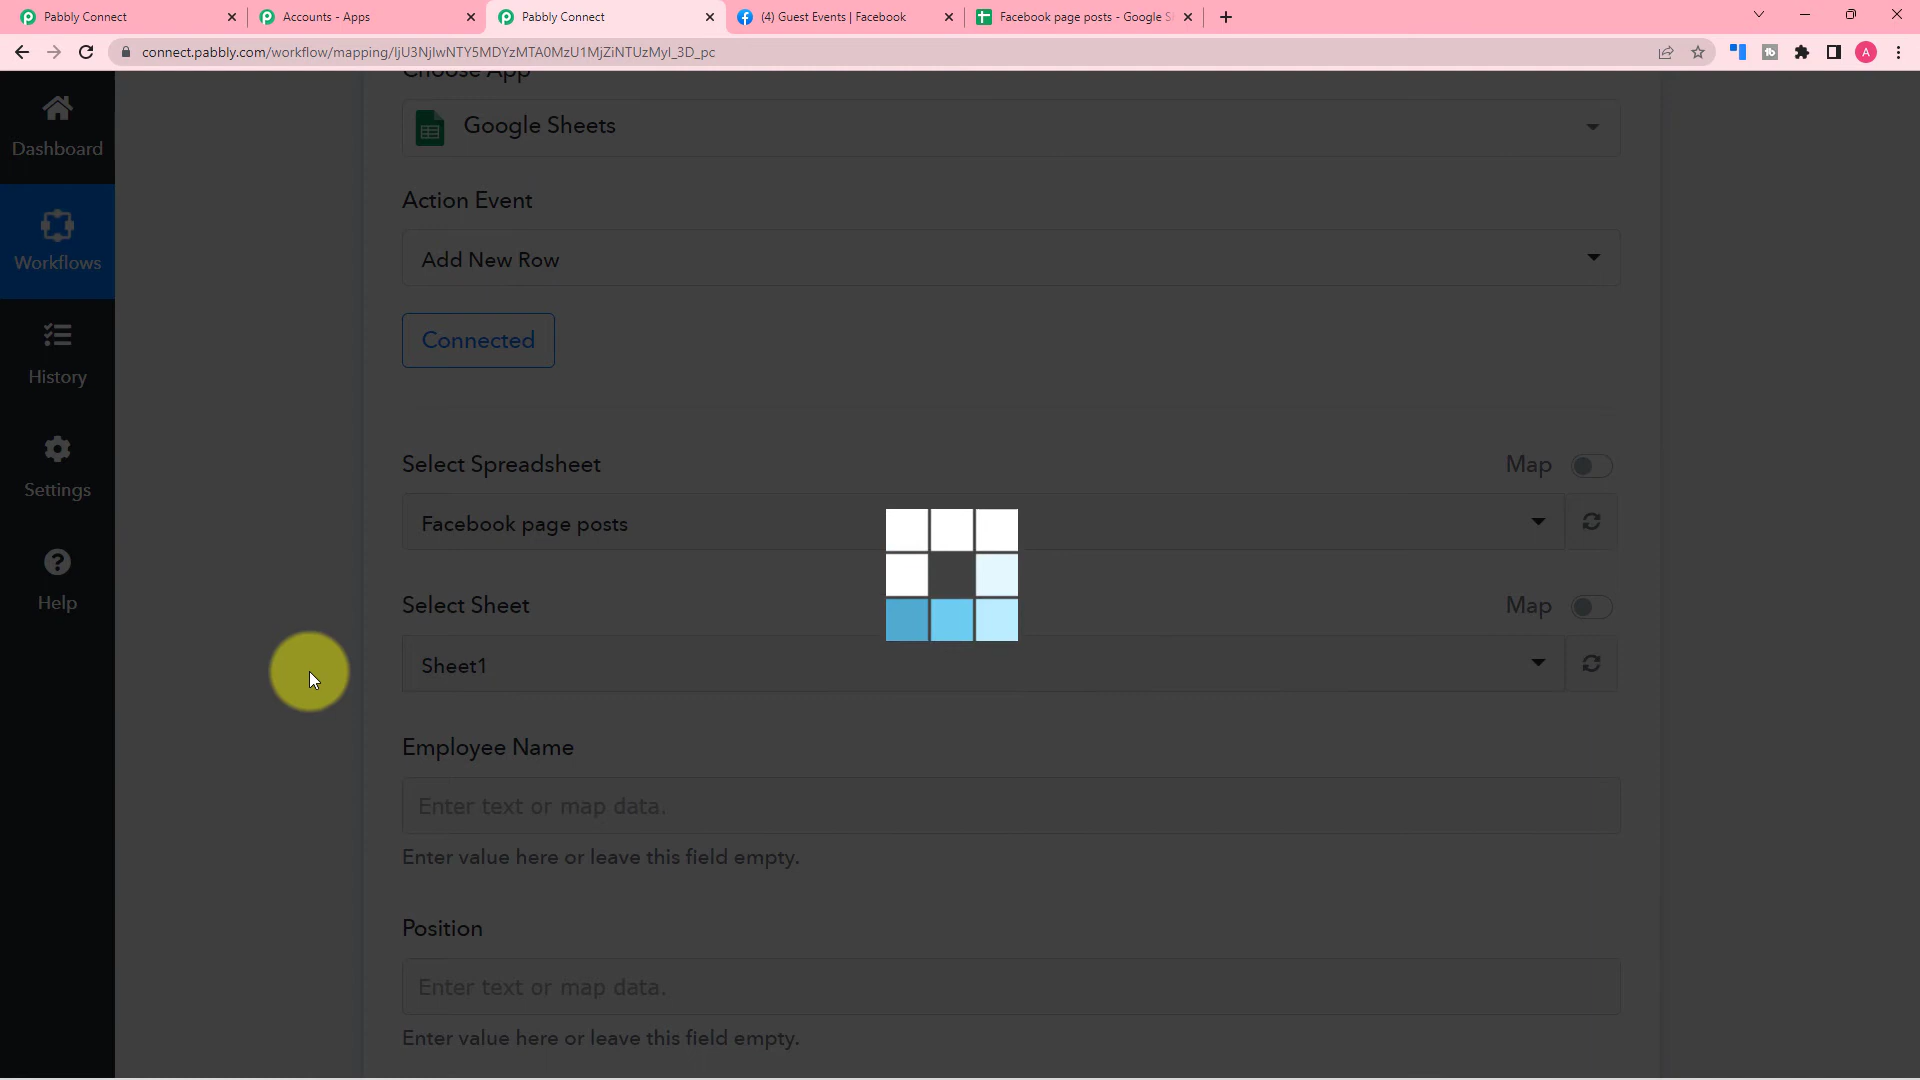 Pabbly Connect
Accounts - Apps
Pabbly Connect
(4) Guest Events | Facebook
Facebook page posts - Google S
connect.pabbly.com/workflow/mapping/IjU3NjIwNTY5MDYzMTA0MzU1MjZiNTUzMyI_3D_pc
A
Choose App
Dashboard
Workflows
History
Settings
Help
Google Sheets
Action Event
Add New Row
Connected
Select Spreadsheet
Map
Facebook page posts
Select Sheet
Map
Sheet1
Employee Name
Enter text or map data.
Enter value here or leave this field empty.
Position
Enter text or map data.
Enter value here or leave this field empty.